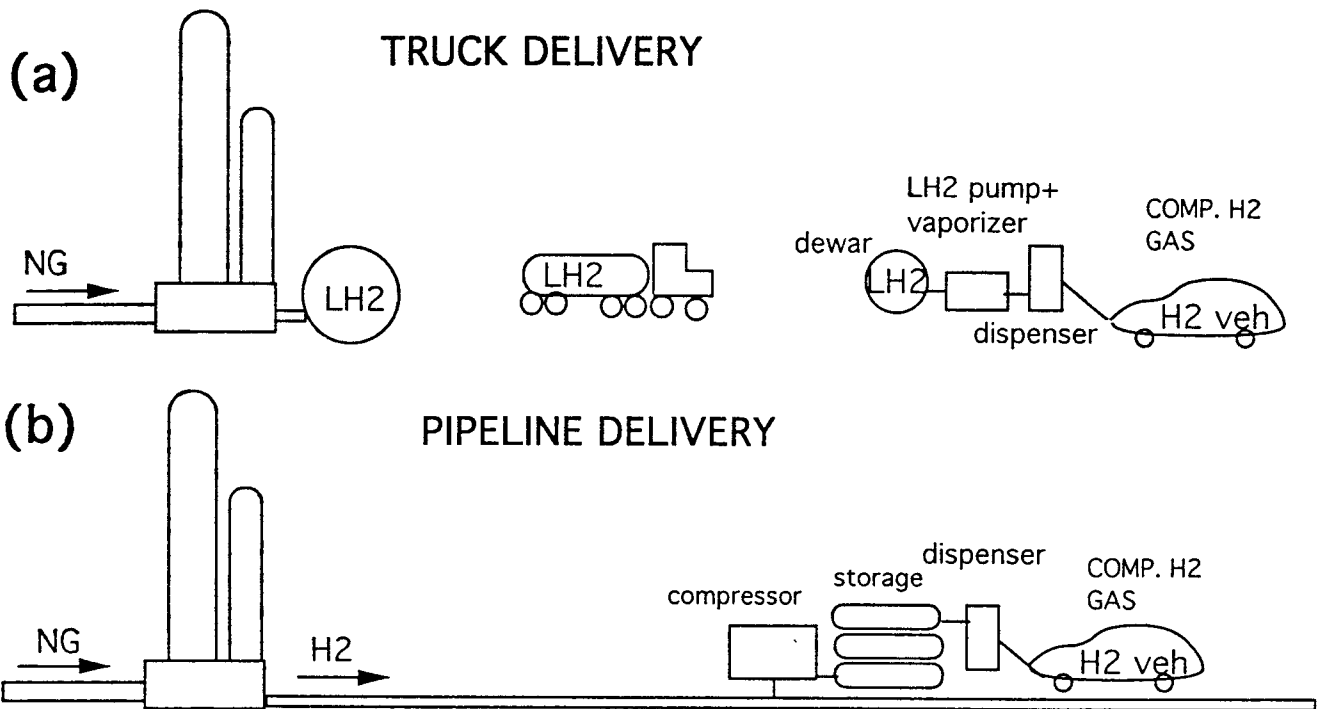 (a)
TRUCK DELIVERY
NG
LH2
LH2
dewar
LH2
LH2 pump+
vaporizer
dispenser
COMP. H2
GAS
H2 veh
(b)
PIPELINE DELIVERY
NG
H2
compressor
storage
dispenser
COMP. H2
GAS
H2 veh